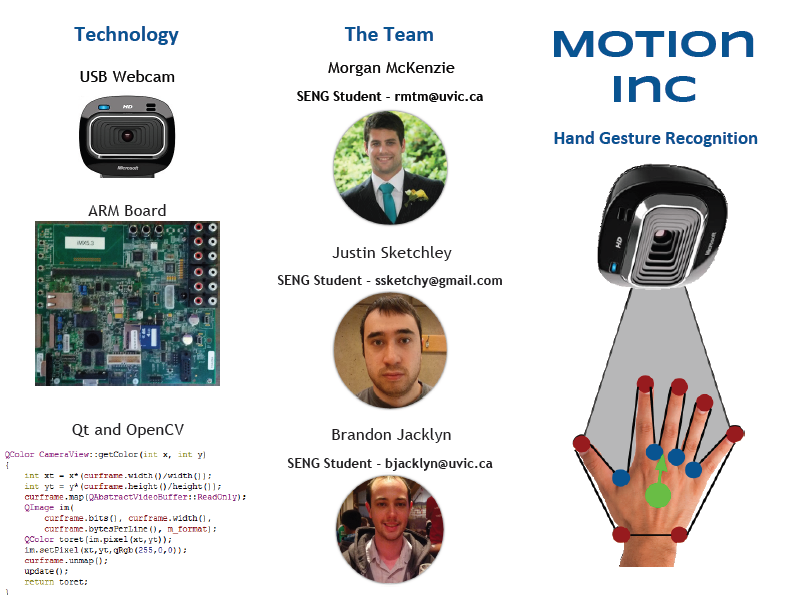 Technology
USB Webcam
HD
Microsoft
ARM Board
iMX5.3
Qt and OpenCV
QColor CameraView::getColor(int x, int y)
{
int xt = x*(curframe.width()/width());
int yt = y*(curframe.height()/height());
curframe.map(QAbstractVideoBuffer::ReadOnly);
QImage im(
curframe.bits(), curframe.width(),
curframe.bytesPerLine(), m_format);
QColor toret(im.pixel(xt,yt));
im.setPixel(xt,yt,qRgb(255,0,0));
curframe.unmap();
update();
return toret;
}
The Team
Morgan McKenzie
SENG Student - rmtm@uvic.ca
Justin Sketchley
SENG Student - ssketchy@gmail.com
Brandon Jacklyn
SENG Student - bjacklyn@uvic.ca
MOTION
INC
Hand Gesture Recognition
HD
Microsoft